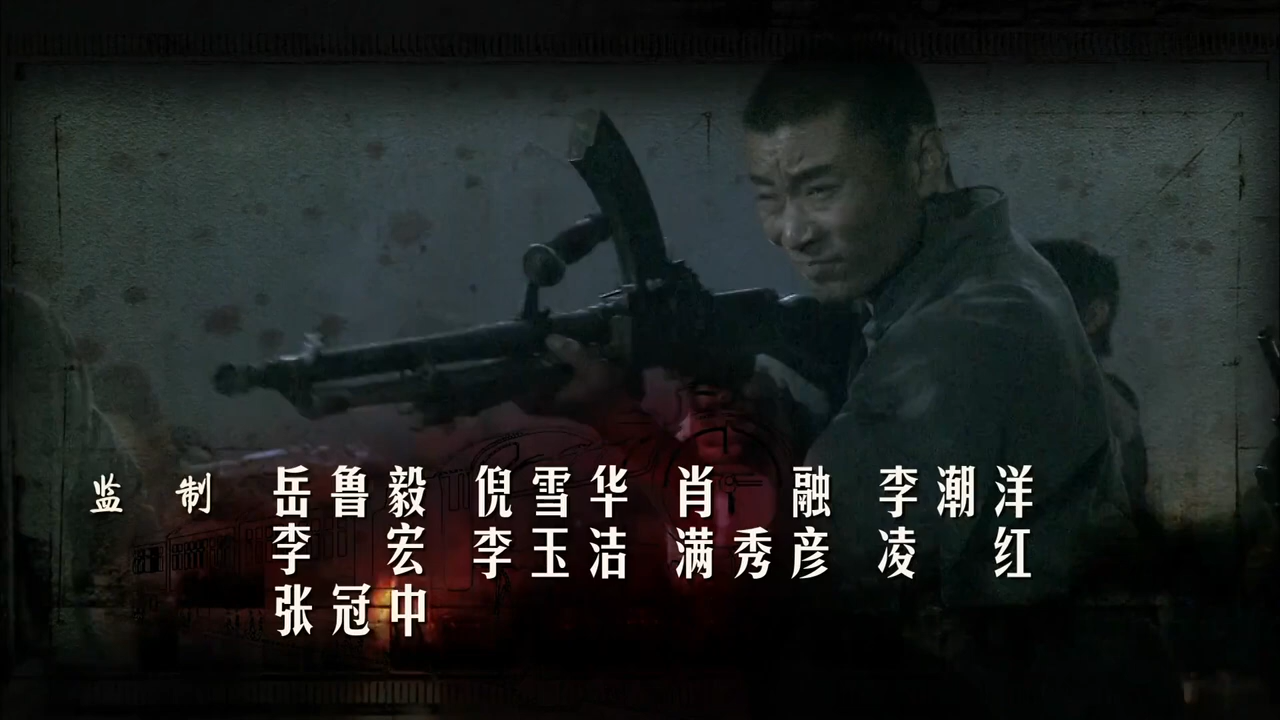 监 制 岳鲁毅 倪雪华 肖 融 李潮洋
李 宏 李玉洁 满秀彦 凌 红
张冠中